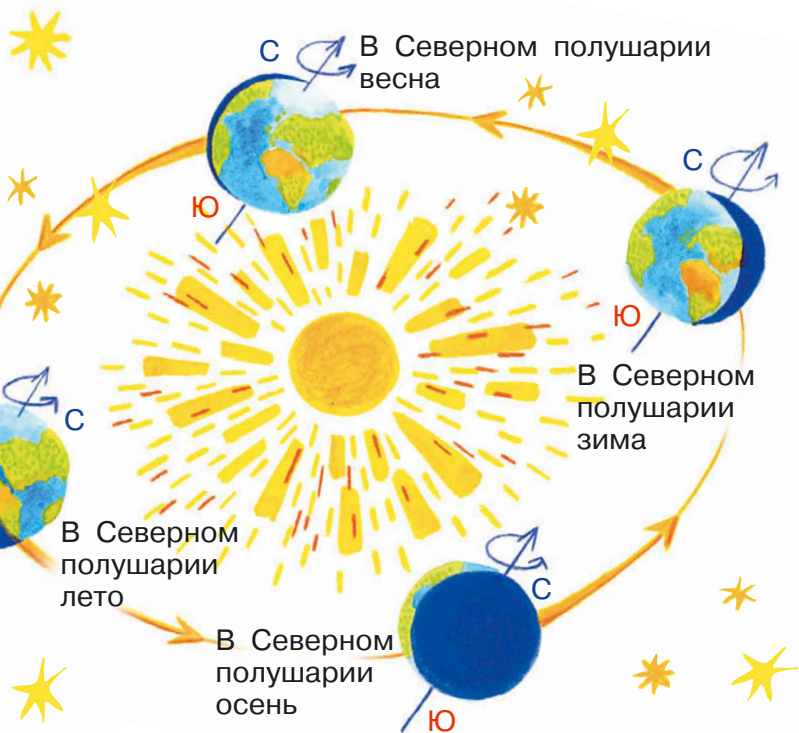 С
В Северном полушарии
весна
Ю
С
Ю
В Северном
полушарии
зима
С
В Северном
полушарии
лето
С
В Северном
полушарии
осень
Ю